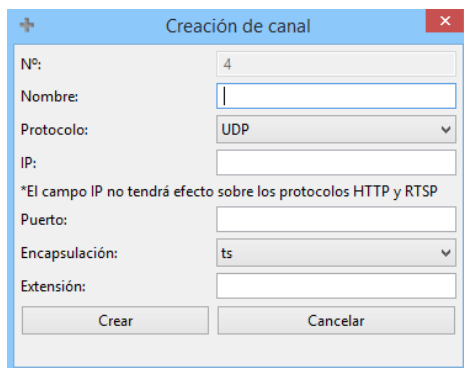 Creación de canal
Nº: 4
Nombre:
Protocolo: UDP
IP:
*El campo IP no tendrá efecto sobre los protocolos HTTP y RTSP
Puerto:
Encapsulación: ts
Extensión:
Crear Cancelar